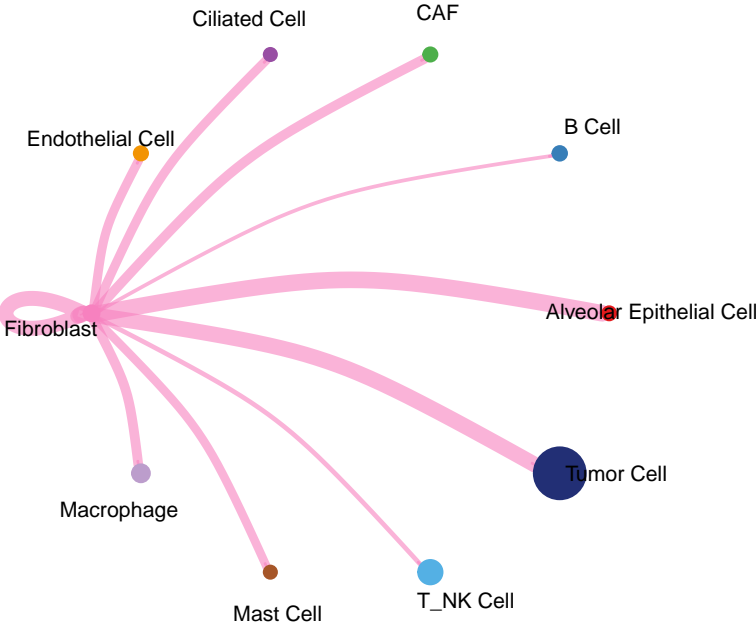 CAF
Ciliated Cell
B Cell
Endothelial Cell
Alveolar Epithelial Cell
Fibroblast
Tumor Cell
Macrophage
T_NK Cell
Mast Cell